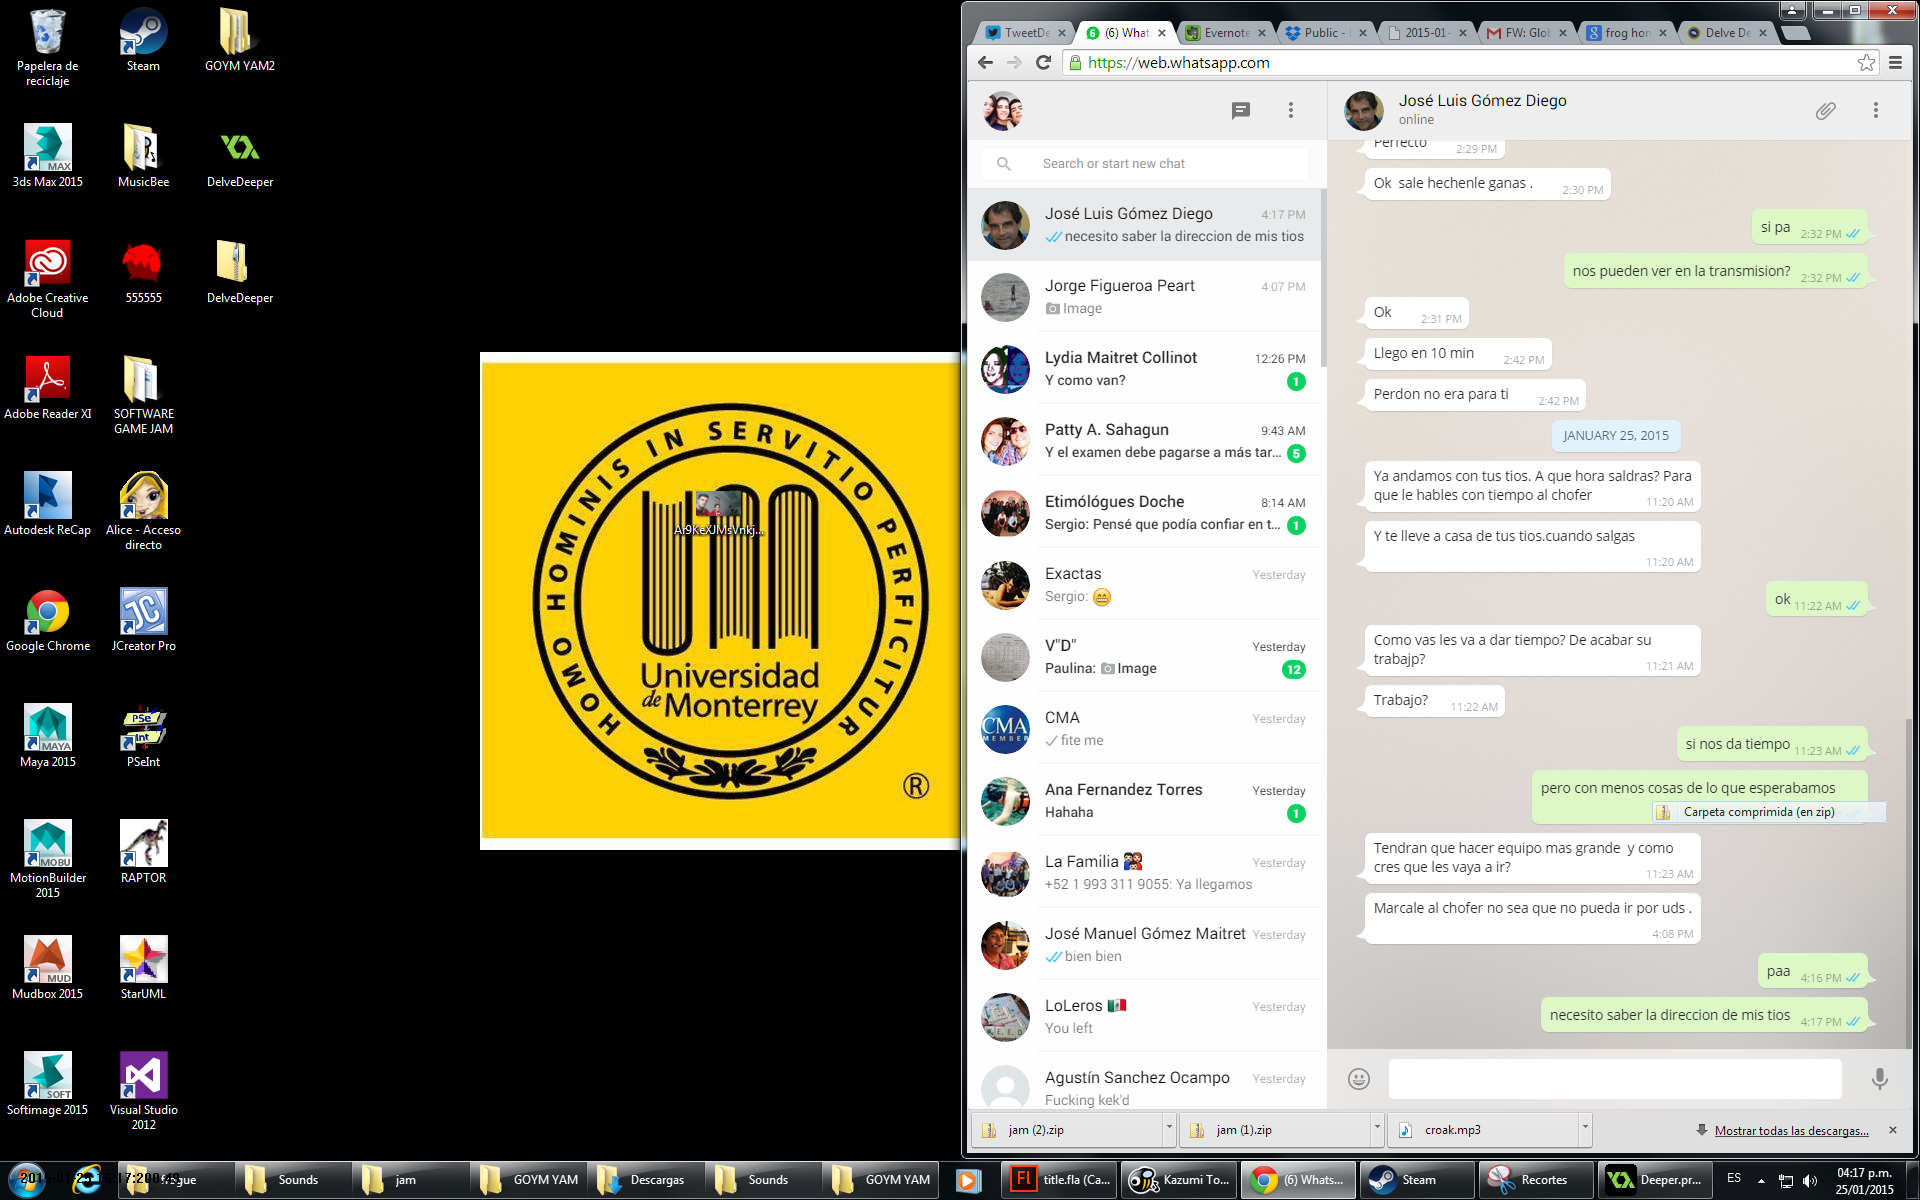 Papelera de
reciclaje
Steam
GOYM YAM2
3ds Max 2015
MusicBee
DelveDeeper
Adobe Creative
Cloud
555555
DelveDeeper
Adobe Reader XI
SOFTWARE
GAME JAM
Autodesk ReCap
Alice - Acceso
directo
Google Chrome
JCreator Pro
Maya 2015
PSeInt
MotionBuilder
2015
RAPTOR
Mudbox 2015
StarUML
Softimage 2015
Visual Studio
2012
HOMO HOMINIS IN SERVITIO PERFICITUR
Universidad
de Monterrey
®
Ar9KeXJMsVnkj...
TweetDe
(6) What
Evernote
Public -
2015-01-
FW: Glob
frog hor
Delve De
https://web.whatsapp.com
Search or start new chat
José Luis Gómez Diego 4:17 PM
necesito saber la direccion de mis tios
Jorge Figueroa Peart 4:07 PM
Image
Lydia Maitret Collinot 12:26 PM
Y como van? 1
Patty A. Sahagun 9:43 AM
Y el examen debe pagarse a más tar... 5
Etimólógues Doche 8:14 AM
Sergio: Pensé que podía confiar en t... 1
Exactas Yesterday
Sergio: 😁
V"D" Yesterday
Paulina: Image 12
CMA Yesterday
fite me
Ana Fernandez Torres Yesterday
Hahaha 1
La Familia Yesterday
+52 1 993 311 9055: Ya llegamos
José Manuel Gómez Maitret Yesterday
bien bien
LoLeros 🇲🇽 Yesterday
You left
Agustín Sanchez Ocampo Yesterday
Fucking kek'd
José Luis Gómez Diego
online
Perfecto 2:29 PM
Ok sale hechenle ganas . 2:30 PM
si pa 2:32 PM
nos pueden ver en la transmision? 2:32 PM
Ok 2:31 PM
Llego en 10 min 2:42 PM
Perdon no era para ti 2:42 PM
JANUARY 25, 2015
Ya andamos con tus tios. A que hora saldras? Para
que le hables con tiempo al chofer 11:20 AM
Y te lleve a casa de tus tios.cuando salgas
11:20 AM
ok 11:22 AM
Como vas les va a dar tiempo? De acabar su
trabajp? 11:21 AM
Trabajo? 11:22 AM
si nos da tiempo 11:23 AM
pero con menos cosas de lo que esperabamos
Carpeta comprimida (en zip)
Tendran que hacer equipo mas grande y como
cres que les vaya a ir? 11:23 AM
Marcale al chofer no sea que no pueda ir por uds .
4:08 PM
paa 4:16 PM
necesito saber la direccion de mis tios 4:17 PM
jam (2).zip
jam (1).zip
croak.mp3
Mostrar todas las descargas...
Sounds
jam
GOYM YAM
Descargas
Sounds
GOYM YAM
title.fla (Ca...
Kazumi To...
(6) Whats...
Steam
Recortes
Deeper.pr...
ES
04:17 p.m.
25/01/2015